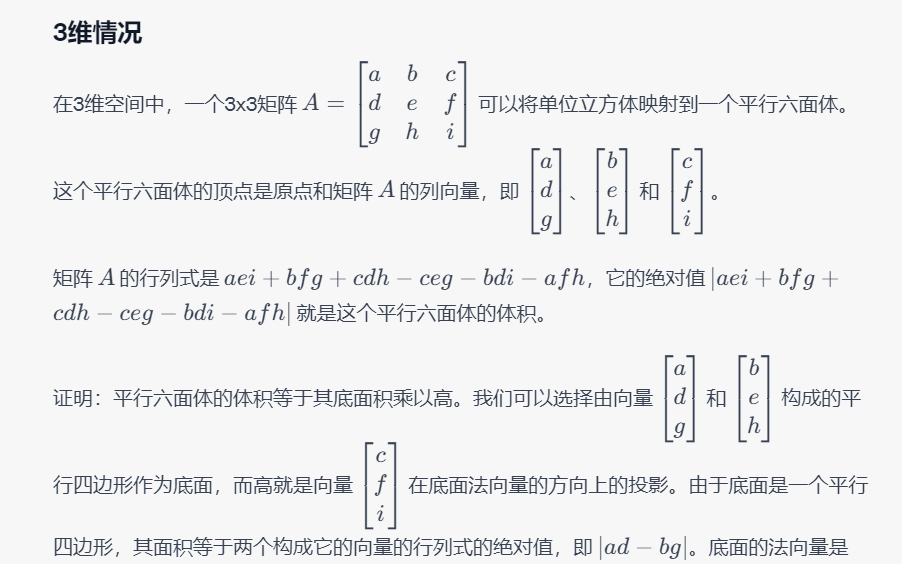 3维情况
在3维空间中，一个3x3矩阵 $A = \begin{bmatrix} a & b & c \\ d & e & f \\ g & h & i \end{bmatrix}$ 可以将单位立方体映射到一个平行六面体。
这个平行六面体的顶点是原点和矩阵 $A$ 的列向量，即 $\begin{bmatrix} a \\ d \\ g \end{bmatrix}$、$\begin{bmatrix} b \\ e \\ h \end{bmatrix}$ 和 $\begin{bmatrix} c \\ f \\ i \end{bmatrix}$。
矩阵 $A$ 的行列式是 $aei + bfg + cdh - ceg - bdi - afh$，它的绝对值 $|aei + bfg +$
$cdh - ceg - bdi - afh|$ 就是这个平行六面体的体积。
证明：平行六面体的体积等于其底面积乘以高。我们可以选择由向量 $\begin{bmatrix} a \\ d \\ g \end{bmatrix}$ 和 $\begin{bmatrix} b \\ e \\ h \end{bmatrix}$ 构成的平
行四边形作为底面，而高就是向量 $\begin{bmatrix} c \\ f \\ i \end{bmatrix}$ 在底面法向量的方向上的投影。由于底面是一个平行
四边形，其面积等于两个构成它的向量的行列式的绝对值，即 $|ad - bg|$。底面的法向量是